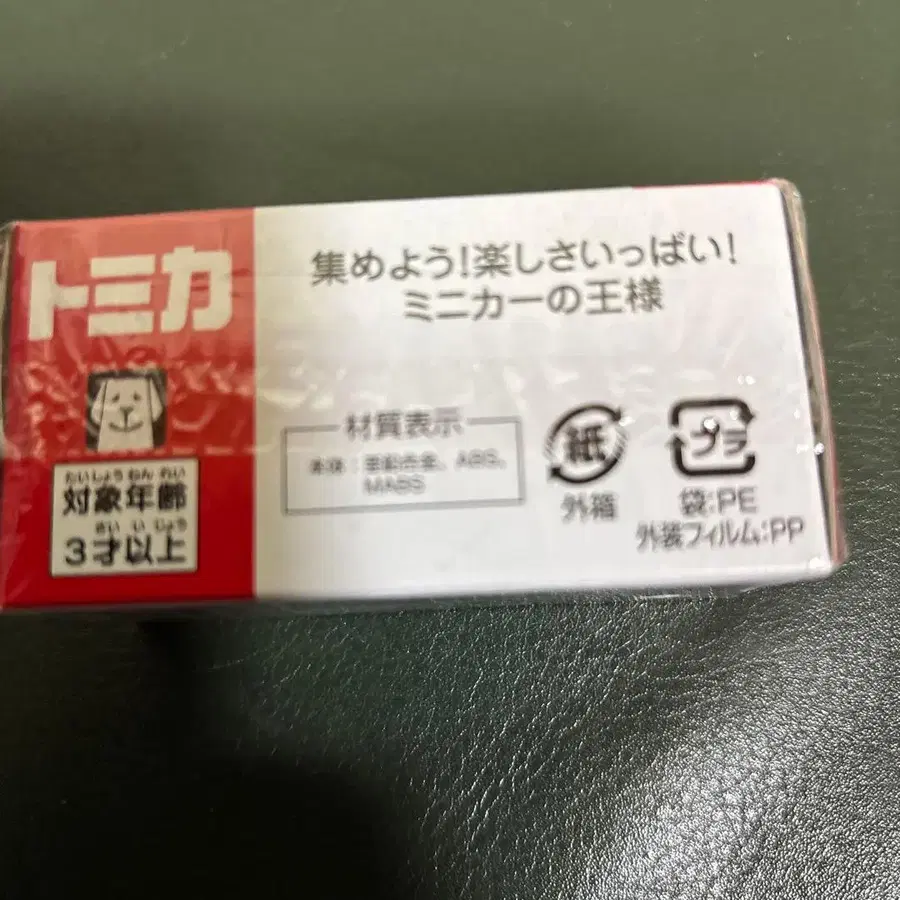 トミカ
集めよう!楽しさいっぱい!
ミニカーの王様
たいしょうねんれい
対象年齢
さいいじょう
3才以上
材質表示
本体:亜鉛合金、ABS、
MABS
紙
外箱
プラ
袋:PE
外装フィルム:PP